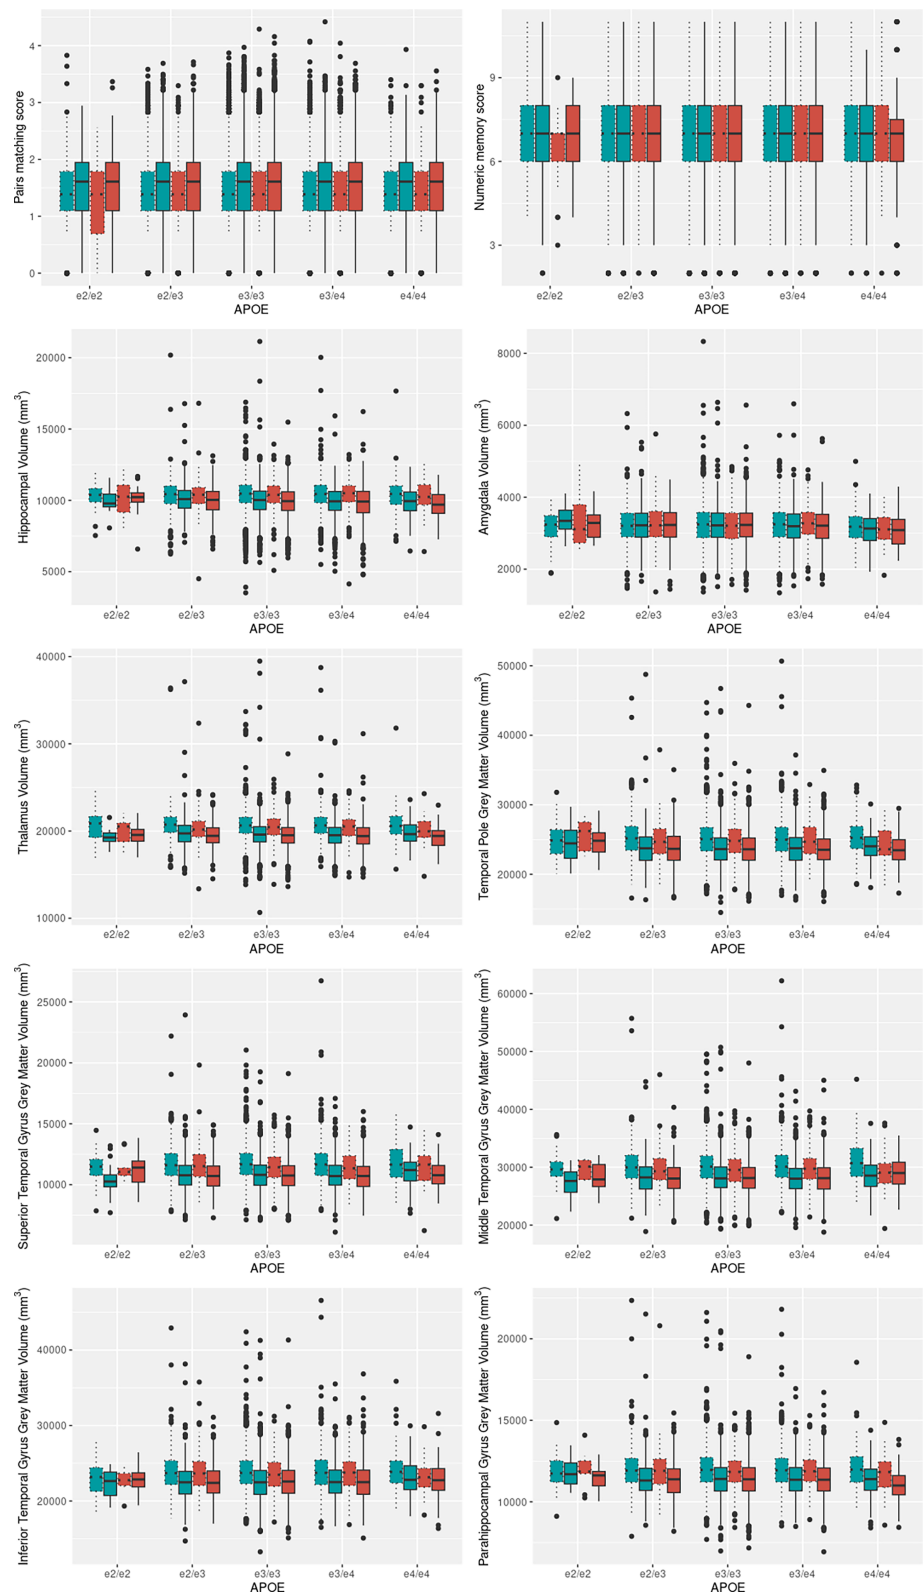 Pairs matching score
4
3
2
1
0
e2/e2 e2/e3 e3/e3 e3/e4 e4/e4
APOE
Numeric memory score
9
6
3
e2/e2 e2/e3 e3/e3 e3/e4 e4/e4
APOE
Hippocampal Volume (mm³)
20000
15000
10000
5000
e2/e2 e2/e3 e3/e3 e3/e4 e4/e4
APOE
Amygdala Volume (mm³)
8000
6000
4000
2000
e2/e2 e2/e3 e3/e3 e3/e4 e4/e4
APOE
Thalamus Volume (mm³)
40000
30000
20000
10000
e2/e2 e2/e3 e3/e3 e3/e4 e4/e4
APOE
Temporal Pole Grey Matter Volume (mm³)
50000
40000
30000
20000
e2/e2 e2/e3 e3/e3 e3/e4 e4/e4
APOE
Superior Temporal Gyrus Grey Matter Volume (mm³)
25000
20000
15000
10000
e2/e2 e2/e3 e3/e3 e3/e4 e4/e4
APOE
Middle Temporal Gyrus Grey Matter Volume (mm³)
60000
50000
40000
30000
20000
e2/e2 e2/e3 e3/e3 e3/e4 e4/e4
APOE
Inferior Temporal Gyrus Grey Matter Volume (mm³)
40000
30000
20000
e2/e2 e2/e3 e3/e3 e3/e4 e4/e4
APOE
Parahippocampal Gyrus Grey Matter Volume (mm³)
20000
15000
10000
e2/e2 e2/e3 e3/e3 e3/e4 e4/e4
APOE